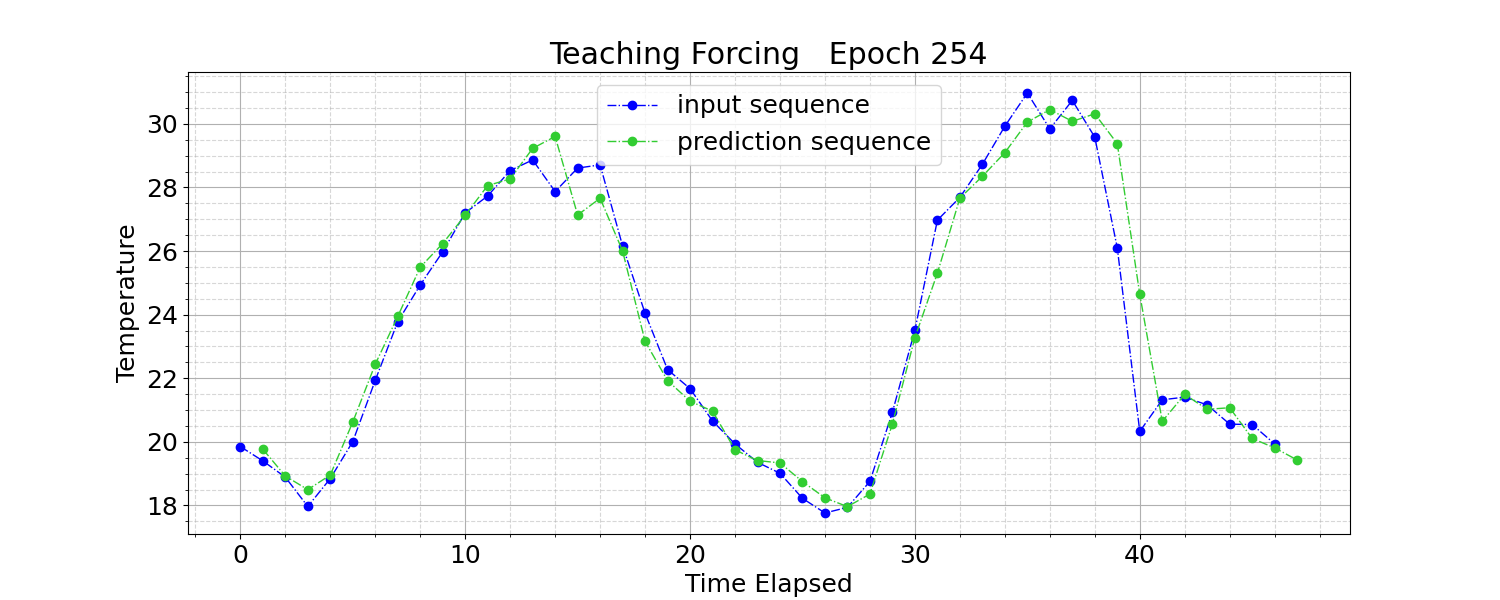 Teaching Forcing   Epoch 254
input sequence
prediction sequence
Temperature
30
28
26
24
22
20
18
0 10 20 30 40
Time Elapsed